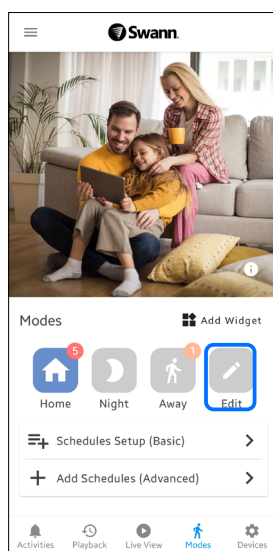 Swann
i
Modes
Add Widget
5
1
Home Night Away Edit
Schedules Setup (Basic)
Add Schedules (Advanced)
Activities Playback Live View Modes Devices